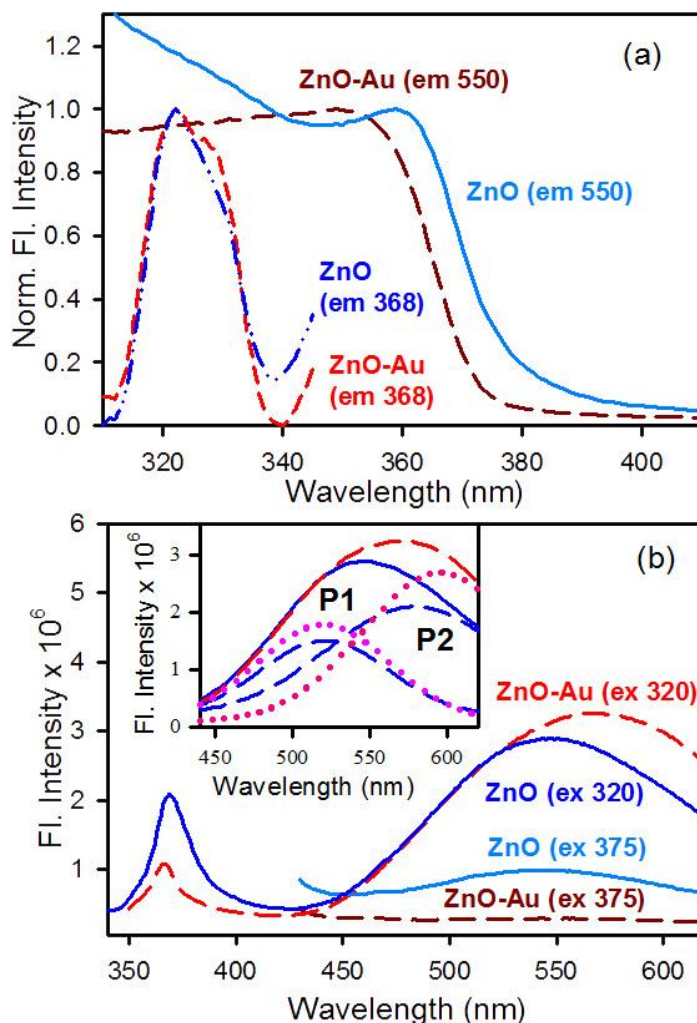 (a)
Norm. Fl. Intensity
1.2
1.0
0.8
0.6
0.4
0.2
0.0
ZnO-Au (em 550)
ZnO (em 550)
ZnO
(em 368)
ZnO-Au
(em 368)
320 340 360 380 400
Wavelength (nm)
(b)
Fl. Intensity x 10⁶
6
5
4
3
2
1
Fl. Intensity x 10⁶
3
2
1
0
P1
P2
450 500 550 600
Wavelength (nm)
ZnO-Au (ex 320)
ZnO (ex 320)
ZnO (ex 375)
ZnO-Au (ex 375)
350 400 450 500 550 600
Wavelength (nm)